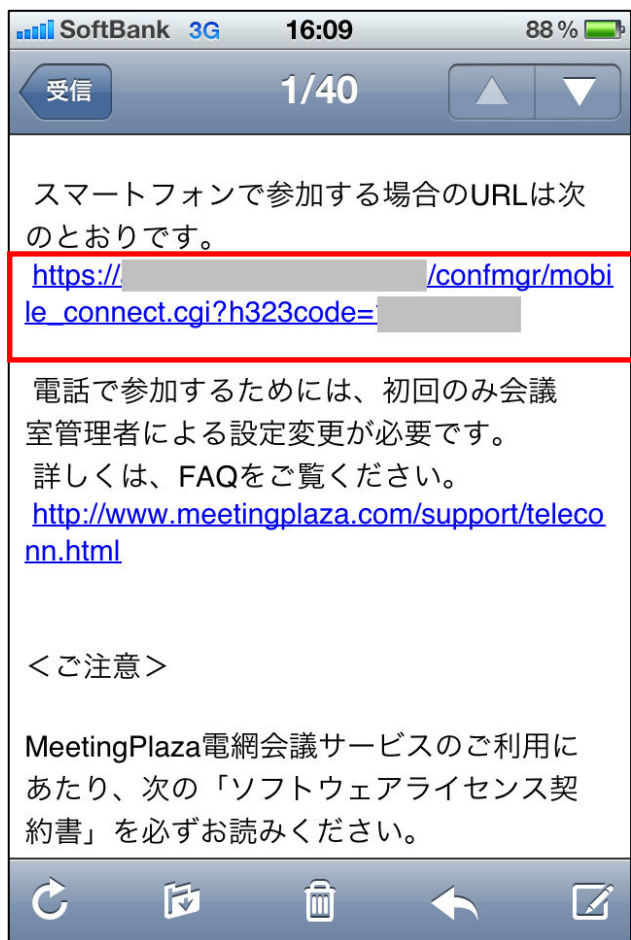 SoftBank 3G 16:09 88 %
受信 1/40
スマートフォンで参加する場合のURLは次
のとおりです。
https:// /confmgr/mobi
le_connect.cgi?h323code=
電話で参加するためには、初回のみ会議
室管理者による設定変更が必要です。
詳しくは、FAQをご覧ください。
http://www.meetingplaza.com/support/teleco
nn.html
＜ご注意＞
MeetingPlaza電網会議サービスのご利用に
あたり、次の「ソフトウェアライセンス契
約書」を必ずお読みください。